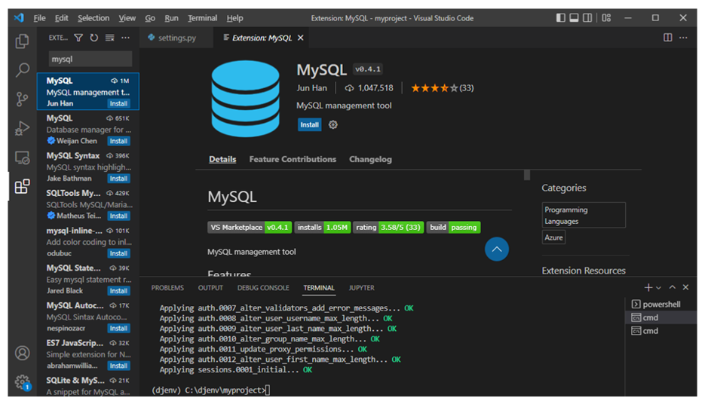 File Edit Selection View Go Run Terminal Help
Extension: MySQL - myproject - Visual Studio Code
EXTE...
mysql
MySQL 1M
MySQL management t...
Jun Han Install
MySQL 651K
Database manager for ...
Weijan Chen Install
MySQL Syntax 396K
MySQL syntax highligh...
Jake Bathman Install
SQLTools My... 429K
SQLTools MySQL/Maria...
Matheus Tei... Install
mysql-inline-... 40K
Add color coding to inl...
odubuc Install
MySQL State... 39K
Easy mysql statement r...
Jared Black Install
MySQL Autoc... 17K
MySQL Sintax Autoco...
nespinozacr Install
ES7 JavaScrip... 32K
Simple extension for N...
abrahamwillia... Install
SQLite & MyS... 21K
A snippet for MySQL a...
1
settings.py
Extension: MySQL
MySQL v0.4.1
Jun Han 1,047,518 (33)
MySQL management tool
Install
Details Feature Contributions Changelog
MySQL
VS Marketplace v0.4.1 installs 1.05M rating 3.58/5 (33) build passing
MySQL management tool
Features
Categories
Programming
Languages
Azure
Extension Resources
PROBLEMS OUTPUT DEBUG CONSOLE TERMINAL JUPYTER
Applying auth.0007_alter_validators_add_error_messages... OK
Applying auth.0008_alter_user_username_max_length... OK
Applying auth.0009_alter_user_last_name_max_length... OK
Applying auth.0010_alter_group_name_max_length... OK
Applying auth.0011_update_proxy_permissions... OK
Applying auth.0012_alter_user_first_name_max_length... OK
Applying sessions.0001_initial... OK
(djenv) C:\djenv\myproject>
powershell
cmd
cmd